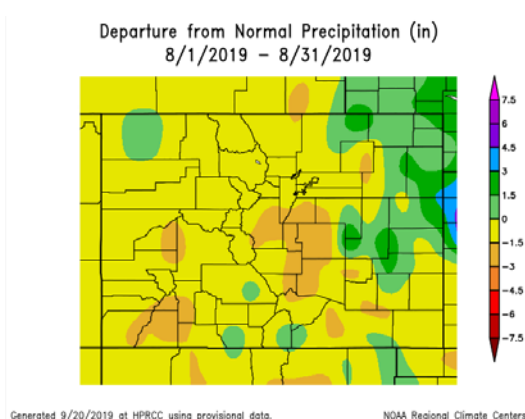 Departure from Normal Precipitation (in)
8/1/2019 – 8/31/2019
7.5
6
4.5
3
1.5
0
−1.5
−3
−4.5
−6
−7.5
Generated 9/20/2019 at HPRCC using provisional data.
NOAA Regional Climate Centers